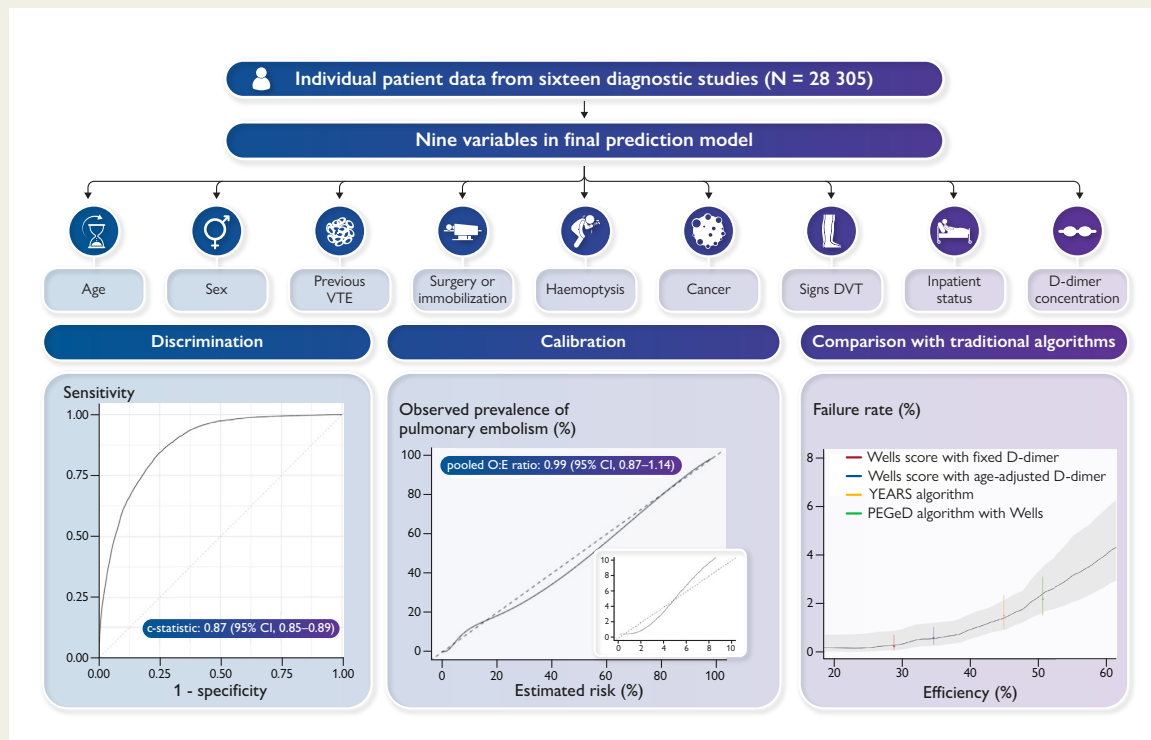 Individual patient data from sixteen diagnostic studies (N = 28 305)
Nine variables in final prediction model
Age
Sex
Previous
VTE
Surgery or
immobilization
Haemoptysis
Cancer
Signs DVT
Inpatient
status
D-dimer
concentration
Discrimination
Sensitivity
1.00
0.75
0.50
0.25
0.00
c-statistic: 0.87 (95% CI, 0.85–0.89)
0.00 0.25 0.50 0.75 1.00
1 - specificity
Calibration
Observed prevalence of
pulmonary embolism (%)
100
80
60
40
20
0
pooled O:E ratio: 0.99 (95% CI, 0.87–1.14)
10
8
6
4
2
0
0 2 4 6 8 10
0 20 40 60 80 100
Estimated risk (%)
Comparison with traditional algorithms
Failure rate (%)
8
6
4
2
0
Wells score with fixed D-dimer
Wells score with age-adjusted D-dimer
YEARS algorithm
PEGeD algorithm with Wells
20 30 40 50 60
Efficiency (%)